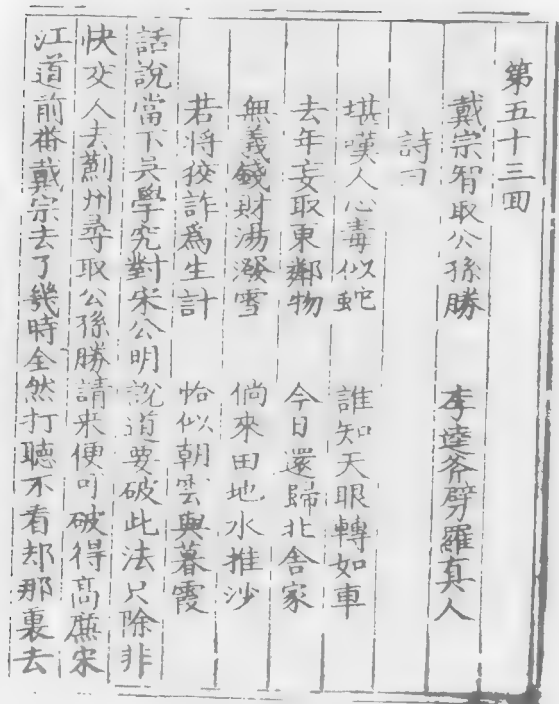 第五十三回
戴宗智取公孫勝 李逵斧劈羅真人
詩曰
堪嘆人心毒似蛇 誰知天眼轉如車
去年妄取東鄰物 今日還歸北舍家
無義錢財湯潑雪 倘來田地水推沙
若將狡詐爲生計 恰似朝雲與暮霞
話說當下吳學究對宋公明說道要破此法只除非
快交人去薊州尋取公孫勝請来便可破得高廉宋
江道前番戴宗去了幾時全然打聽不着却那裏去